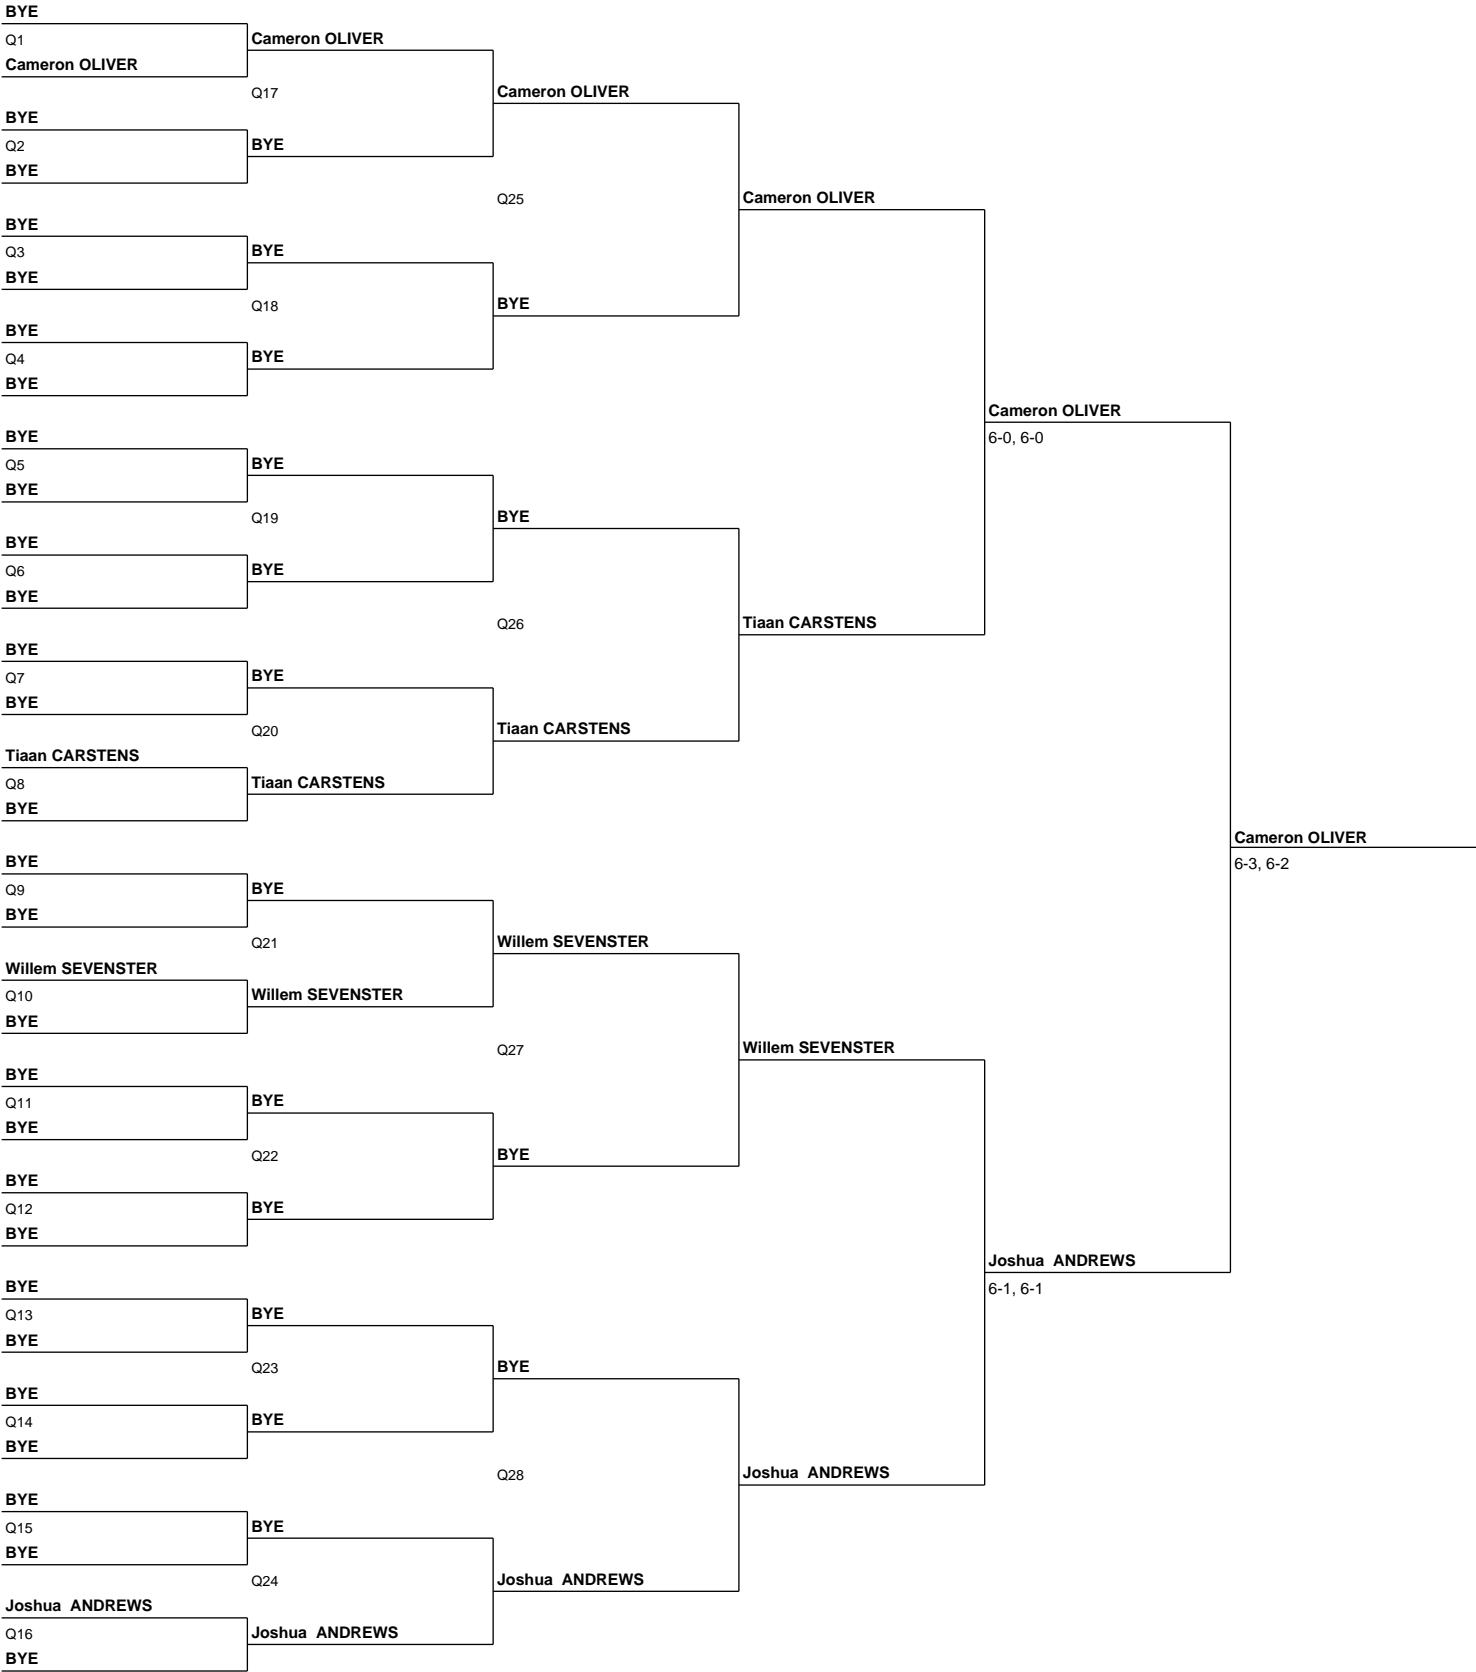 BYE
Q1
Cameron OLIVER
BYE
Q2
BYE
BYE
Q3
BYE
BYE
Q4
BYE
BYE
Q5
BYE
BYE
Q6
BYE
BYE
Q7
BYE
Tiaan CARSTENS
Q8
BYE
BYE
Q9
BYE
Willem SEVENSTER
Q10
BYE
BYE
Q11
BYE
BYE
Q12
BYE
BYE
Q13
BYE
BYE
Q14
BYE
BYE
Q15
BYE
Joshua ANDREWS
Q16
BYE
Cameron OLIVER
Q17
BYE
BYE
Q18
BYE
BYE
Q19
BYE
BYE
Q20
Tiaan CARSTENS
BYE
Q21
Willem SEVENSTER
BYE
Q22
BYE
BYE
Q23
BYE
BYE
Q24
Joshua ANDREWS
Cameron OLIVER
Q25
BYE
BYE
Q26
Tiaan CARSTENS
Willem SEVENSTER
Q27
BYE
BYE
Q28
Joshua ANDREWS
Cameron OLIVER
Tiaan CARSTENS
Willem SEVENSTER
Joshua ANDREWS
Cameron OLIVER
6-0, 6-0
Joshua ANDREWS
6-1, 6-1
Cameron OLIVER
6-3, 6-2